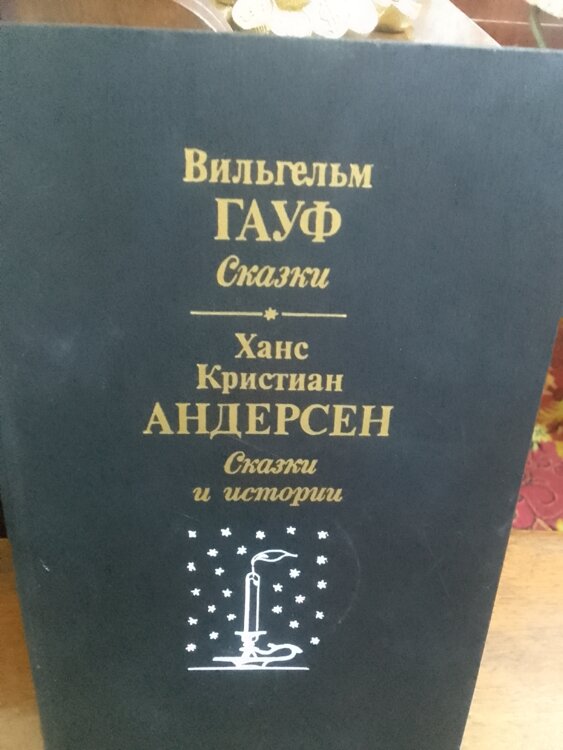 Вильгельм
ГАУФ
Сказки
Ханс
Кристиан
АНДЕРСЕН
Сказки
и истории